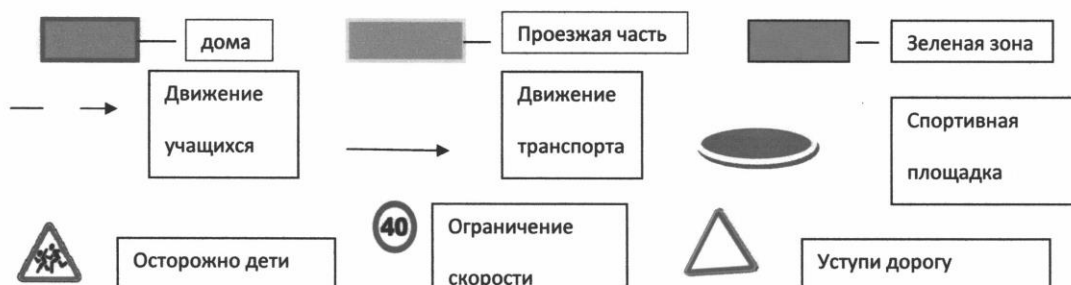 дома
Проезжая часть
Зеленая зона
Движение
учащихся
Движение
транспорта
Спортивная
площадка
40
Осторожно дети
Ограничение
скорости
Уступи дорогу